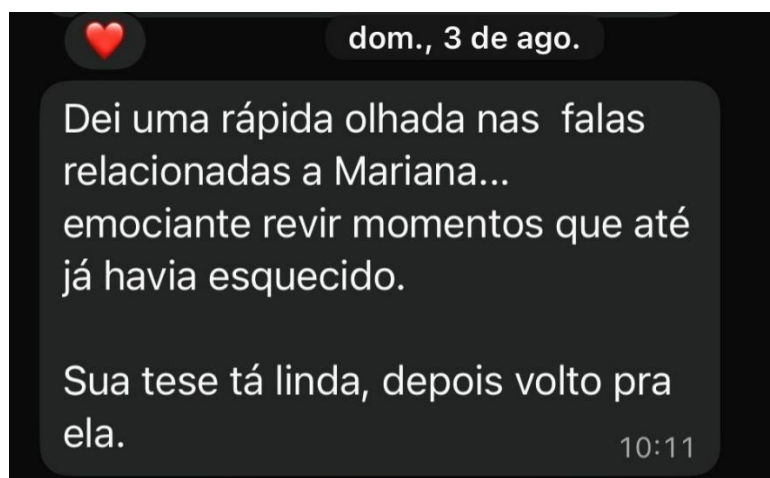 ❤️
dom., 3 de ago.
Dei uma rápida olhada nas  falas
relacionadas a Mariana...
emociante revir momentos que até
já havia esquecido.
Sua tese tá linda, depois volto pra
ela.
10:11